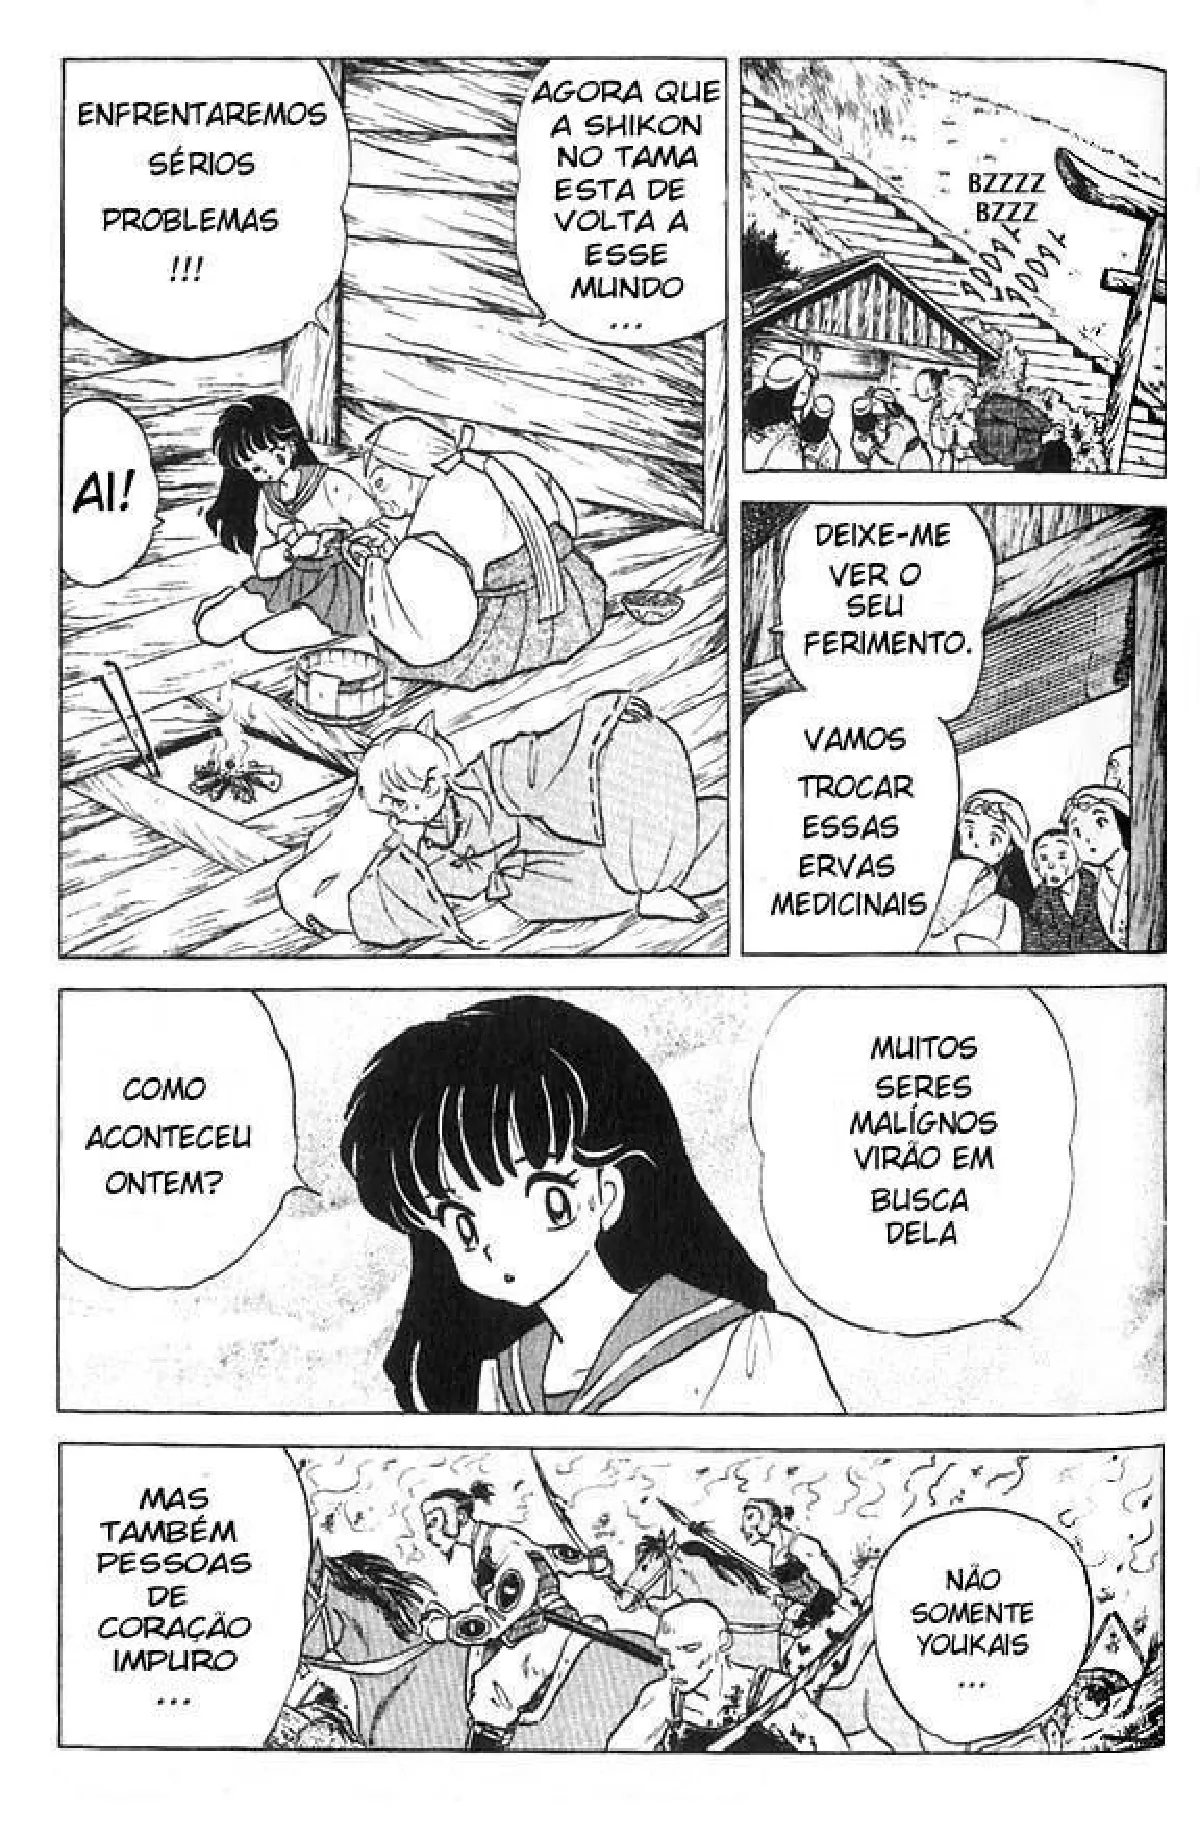 BZZZZ
BZZZ
DEIXE-ME
VER O
SEU
FERIMENTO.
VAMOS
TROCAR
ESSAS
ERVAS
MEDICINAIS
AGORA QUE
A SHIKON
NO TAMA
ESTA DE
VOLTA A
ESSE
MUNDO
...
ENFRENTAREMOS
SÉRIOS
PROBLEMAS
!!!
AI!
MUITOS
SERES
MALÍGNOS
VIRÃO EM
BUSCA
DELA
COMO
ACONTECEU
ONTEM?
NÃO
SOMENTE
YOUKAIS
...
MAS
TAMBÉM
PESSOAS
DE
CORAÇÃO
IMPURO
...